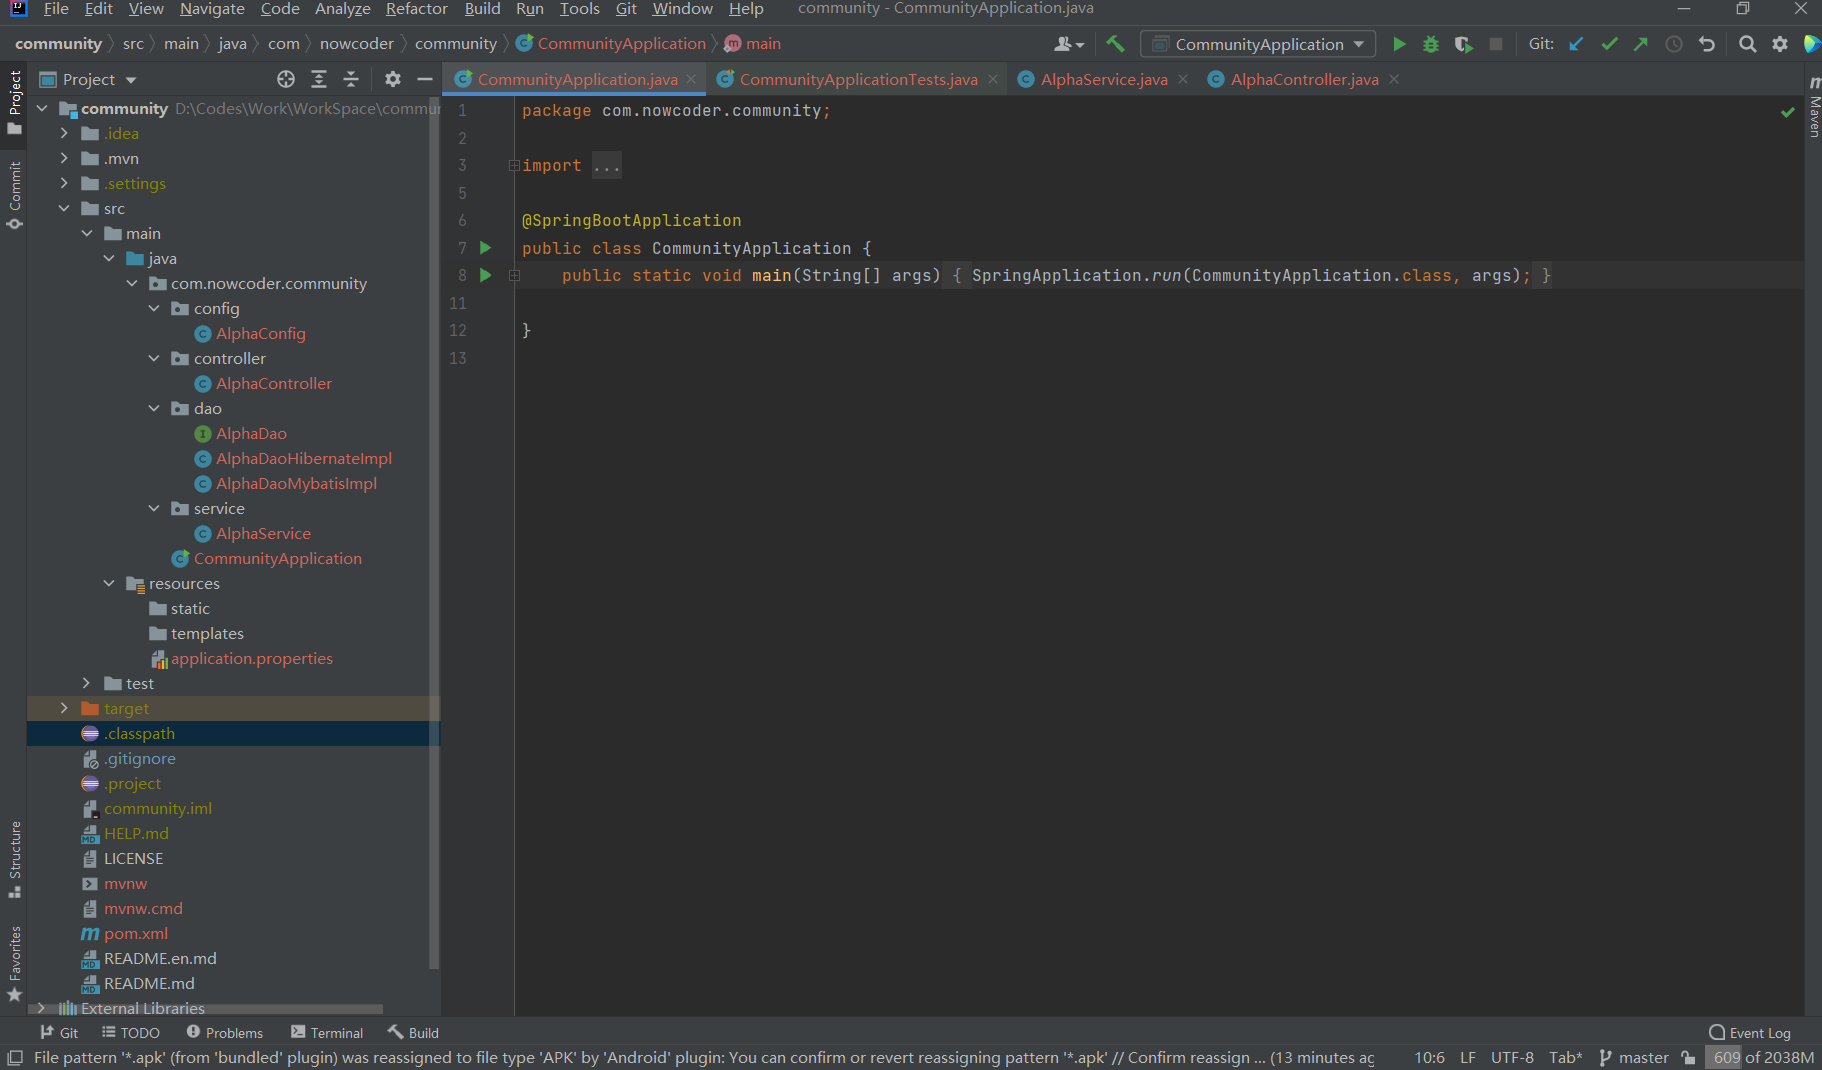 File Edit View Navigate Code Analyze Refactor Build Run Tools Git Window Help community - CommunityApplication.java
community src main java com nowcoder community CommunityApplication main
CommunityApplication Git:
Project
CommunityApplication.java CommunityApplicationTests.java AlphaService.java AlphaController.java
Project
Commit
Structure
Favorites
Maven
community D:\Codes\Work\WorkSpace\commur
.idea
.mvn
.settings
src
main
java
com.nowcoder.community
config
AlphaConfig
controller
AlphaController
dao
AlphaDao
AlphaDaoHibernateImpl
AlphaDaoMybatisImpl
service
AlphaService
CommunityApplication
resources
static
templates
application.properties
test
target
.classpath
.gitignore
.project
community.iml
HELP.md
LICENSE
mvnw
mvnw.cmd
pom.xml
README.en.md
README.md
External Libraries
1 package com.nowcoder.community;
2
3 import ...
5
6 @SpringBootApplication
7 public class CommunityApplication {
8 public static void main(String[] args) { SpringApplication.run(CommunityApplication.class, args); }
11
12 }
13
Git TODO Problems Terminal Build Event Log
File pattern '*.apk' (from 'bundled' plugin) was reassigned to file type 'APK' by 'Android' plugin: You can confirm or revert reassigning pattern '*.apk' // Confirm reassign ... (13 minutes ag 10:6 LF UTF-8 Tab* master 609 of 2038M